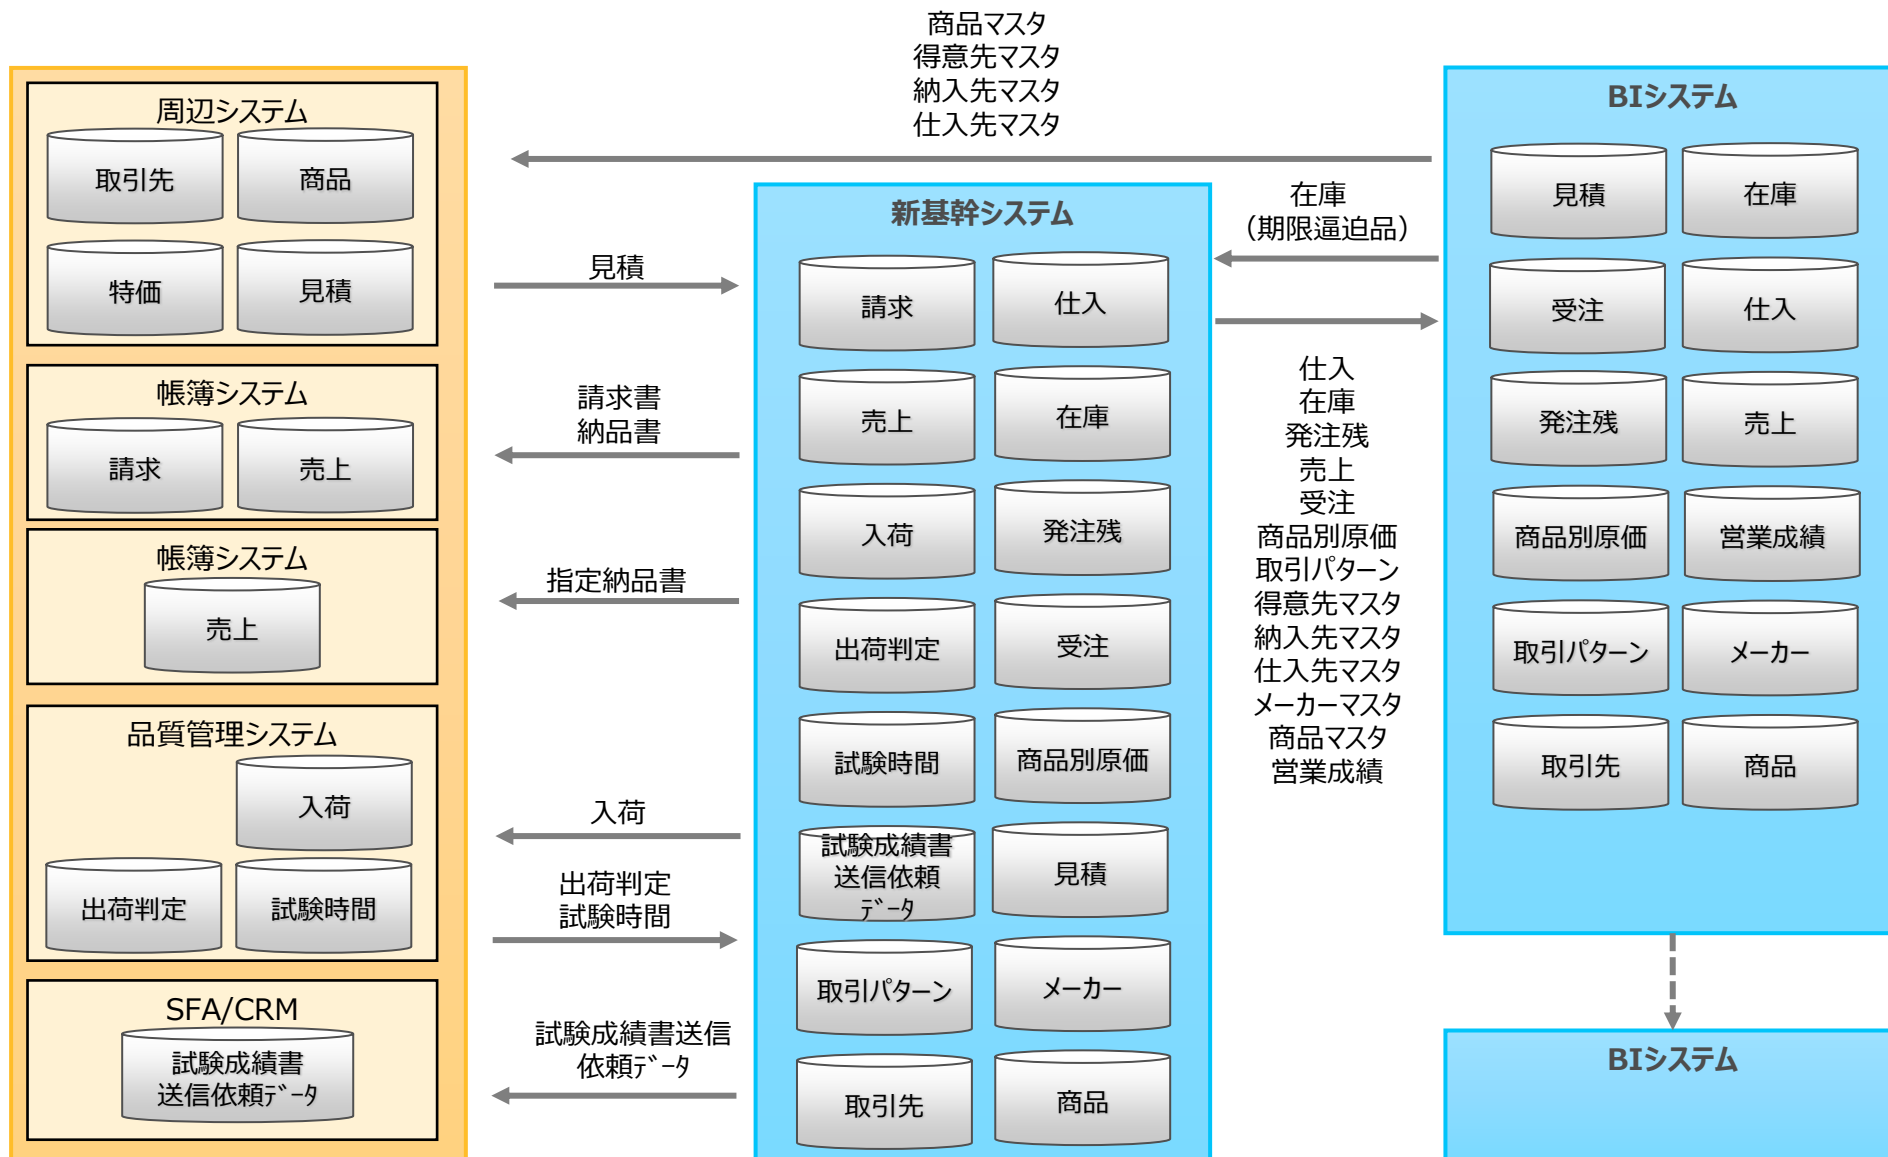 商品マスタ
得意先マスタ
納入先マスタ
仕入先マスタ
周辺システム
取引先
商品
特価
見積
帳簿システム
請求
売上
帳簿システム
売上
品質管理システム
入荷
出荷判定
試験時間
SFA/CRM
試験成績書
送信依頼ﾃﾞｰﾀ
見積
請求書
納品書
指定納品書
入荷
出荷判定
試験時間
試験成績書送信
依頼ﾃﾞｰﾀ
新基幹システム
請求
仕入
売上
在庫
入荷
発注残
出荷判定
受注
試験時間
商品別原価
試験成績書
送信依頼
ﾃﾞｰﾀ
見積
取引パターン
メーカー
取引先
商品
在庫
（期限逼迫品）
仕入
在庫
発注残
売上
受注
商品別原価
取引パターン
得意先マスタ
納入先マスタ
仕入先マスタ
メーカーマスタ
商品マスタ
営業成績
BIシステム
見積
在庫
受注
仕入
発注残
売上
商品別原価
営業成績
取引パターン
メーカー
取引先
商品
BIシステム